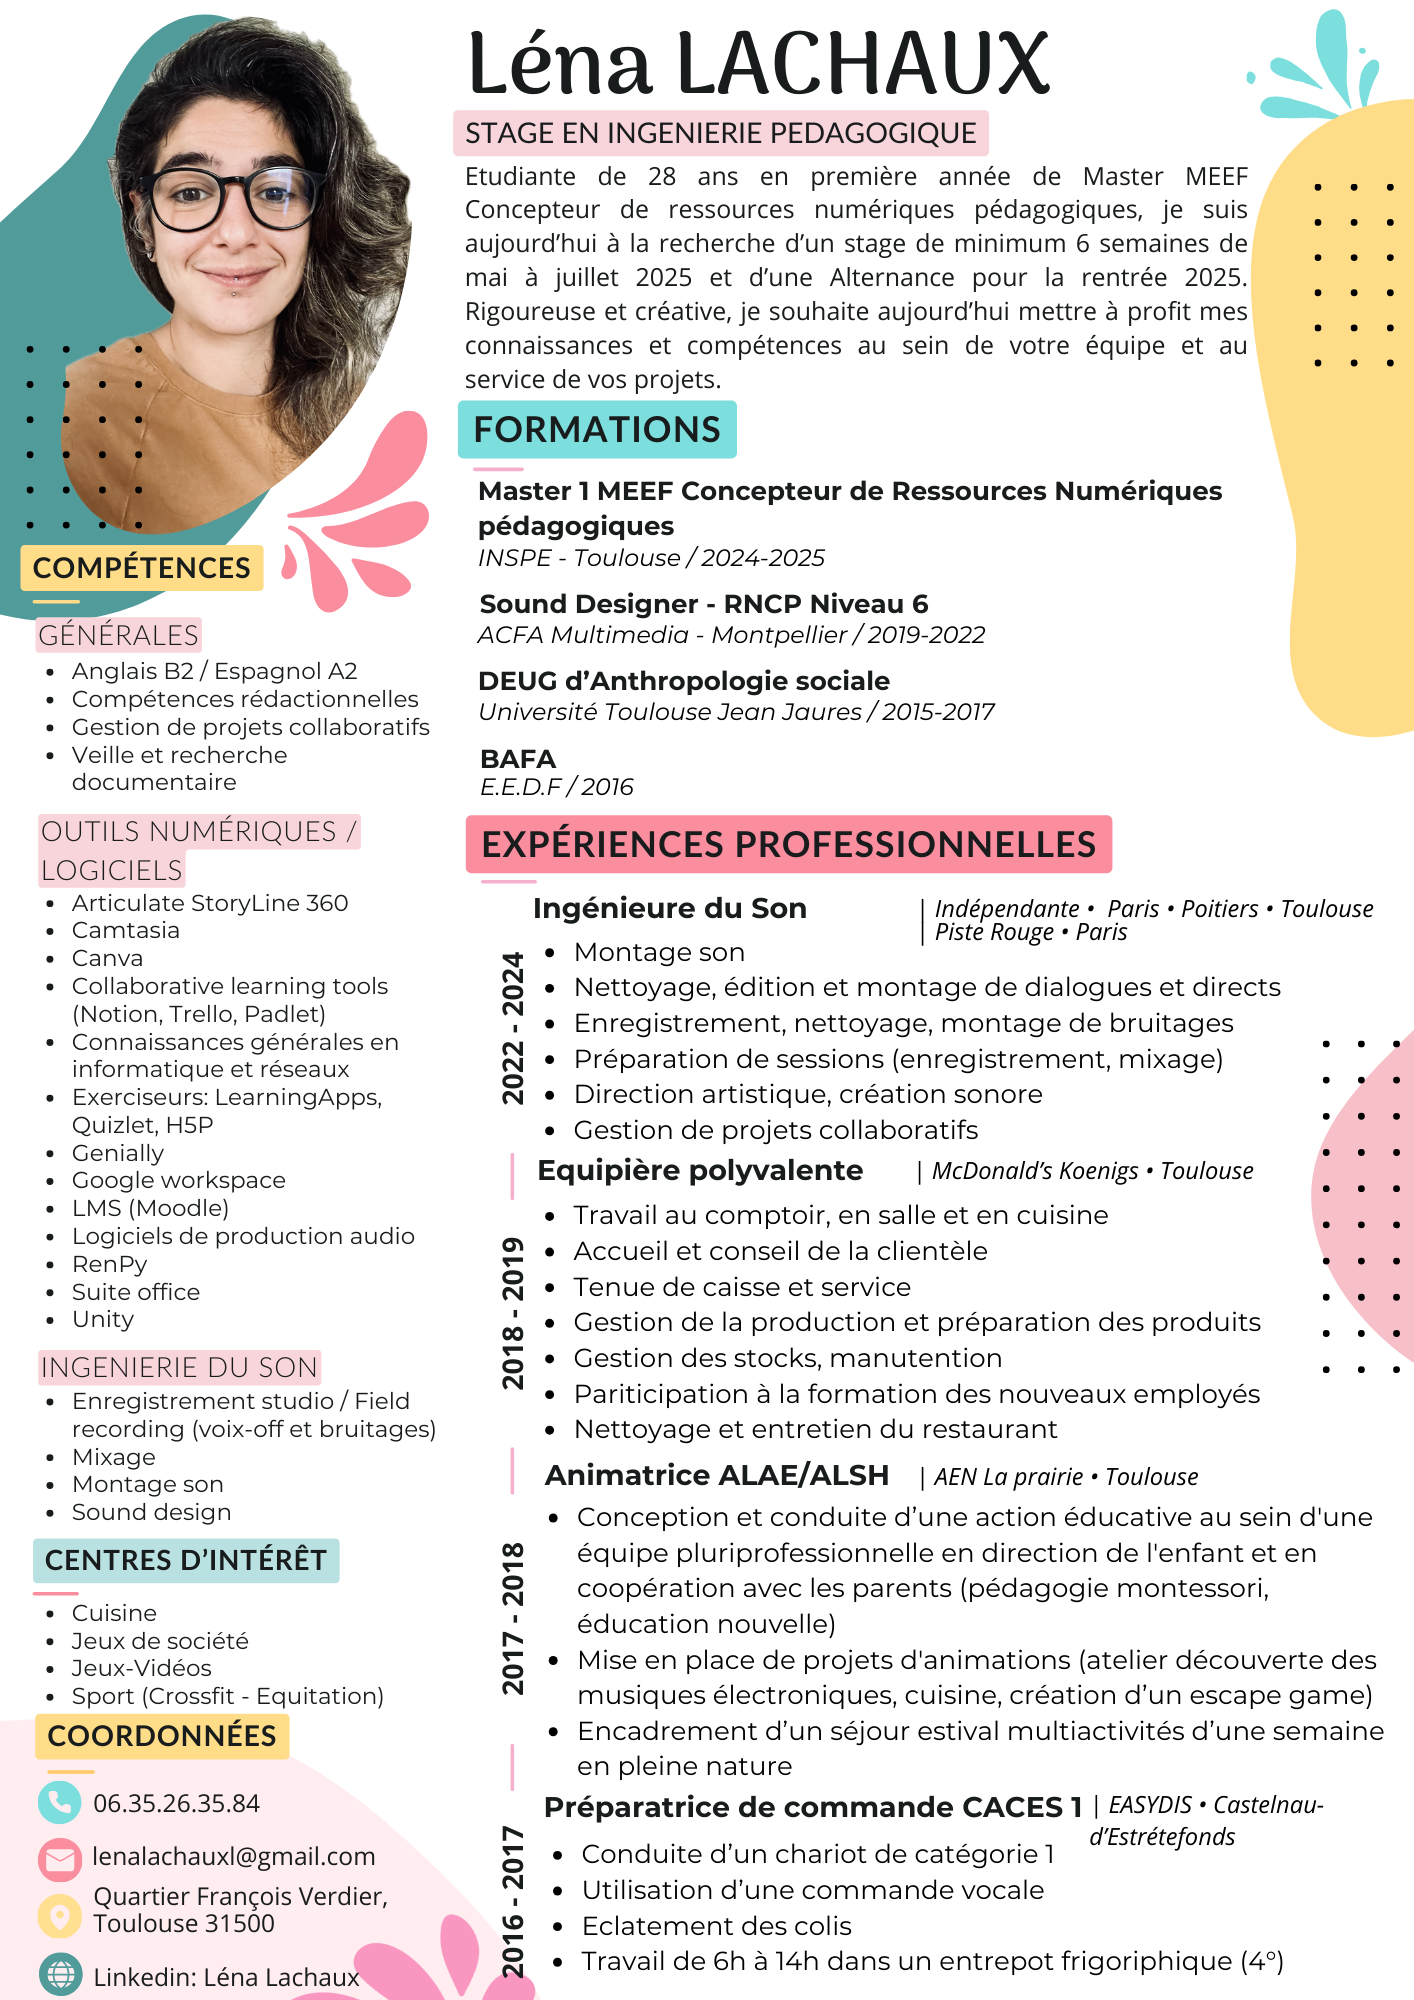 Léna LACHAUX
STAGE EN INGENIERIE PEDAGOGIQUE
Etudiante de 28 ans en première année de Master MEEF
Concepteur de ressources numériques pédagogiques, je suis
aujourd’hui à la recherche d’un stage de minimum 6 semaines de
mai à juillet 2025 et d’une Alternance pour la rentrée 2025.
Rigoureuse et créative, je souhaite aujourd’hui mettre à profit mes
connaissances et compétences au sein de votre équipe et au
service de vos projets.
FORMATIONS
Master 1 MEEF Concepteur de Ressources Numériques
pédagogiques
INSPE - Toulouse / 2024-2025
Sound Designer - RNCP Niveau 6
ACFA Multimedia - Montpellier / 2019-2022
DEUG d’Anthropologie sociale
Université Toulouse Jean Jaures / 2015-2017
BAFA
E.E.D.F / 2016
EXPÉRIENCES PROFESSIONNELLES
Ingénieure du Son
| Indépendante • Paris • Poitiers • Toulouse
| Piste Rouge • Paris
2022 - 2024
• Montage son
• Nettoyage, édition et montage de dialogues et directs
• Enregistrement, nettoyage, montage de bruitages
• Préparation de sessions (enregistrement, mixage)
• Direction artistique, création sonore
• Gestion de projets collaboratifs
Equipière polyvalente | McDonald’s Koenigs • Toulouse
2018 - 2019
• Travail au comptoir, en salle et en cuisine
• Accueil et conseil de la clientèle
• Tenue de caisse et service
• Gestion de la production et préparation des produits
• Gestion des stocks, manutention
• Pariticipation à la formation des nouveaux employés
• Nettoyage et entretien du restaurant
Animatrice ALAE/ALSH | AEN La prairie • Toulouse
2017 - 2018
• Conception et conduite d’une action éducative au sein d'une
équipe pluriprofessionnelle en direction de l'enfant et en
coopération avec les parents (pédagogie montessori,
éducation nouvelle)
• Mise en place de projets d'animations (atelier découverte des
musiques électroniques, cuisine, création d’un escape game)
• Encadrement d’un séjour estival multiactivités d’une semaine
en pleine nature
Préparatrice de commande CACES 1 | EASYDIS • Castelnau-
d’Estrétefonds
2016 - 2017
• Conduite d’un chariot de catégorie 1
• Utilisation d’une commande vocale
• Eclatement des colis
• Travail de 6h à 14h dans un entrepot frigoriphique (4°)
COMPÉTENCES
GÉNÉRALES
• Anglais B2 / Espagnol A2
• Compétences rédactionnelles
• Gestion de projets collaboratifs
• Veille et recherche
documentaire
OUTILS NUMÉRIQUES /
LOGICIELS
• Articulate StoryLine 360
• Camtasia
• Canva
• Collaborative learning tools
(Notion, Trello, Padlet)
• Connaissances générales en
informatique et réseaux
• Exerciseurs: LearningApps,
Quizlet, H5P
• Genially
• Google workspace
• LMS (Moodle)
• Logiciels de production audio
• RenPy
• Suite office
• Unity
INGENIERIE DU SON
• Enregistrement studio / Field
recording (voix-off et bruitages)
• Mixage
• Montage son
• Sound design
CENTRES D’INTÉRÊT
• Cuisine
• Jeux de société
• Jeux-Vidéos
• Sport (Crossfit - Equitation)
COORDONNÉES
06.35.26.35.84
lenalachauxl@gmail.com
Quartier François Verdier,
Toulouse 31500
Linkedin: Léna Lachaux